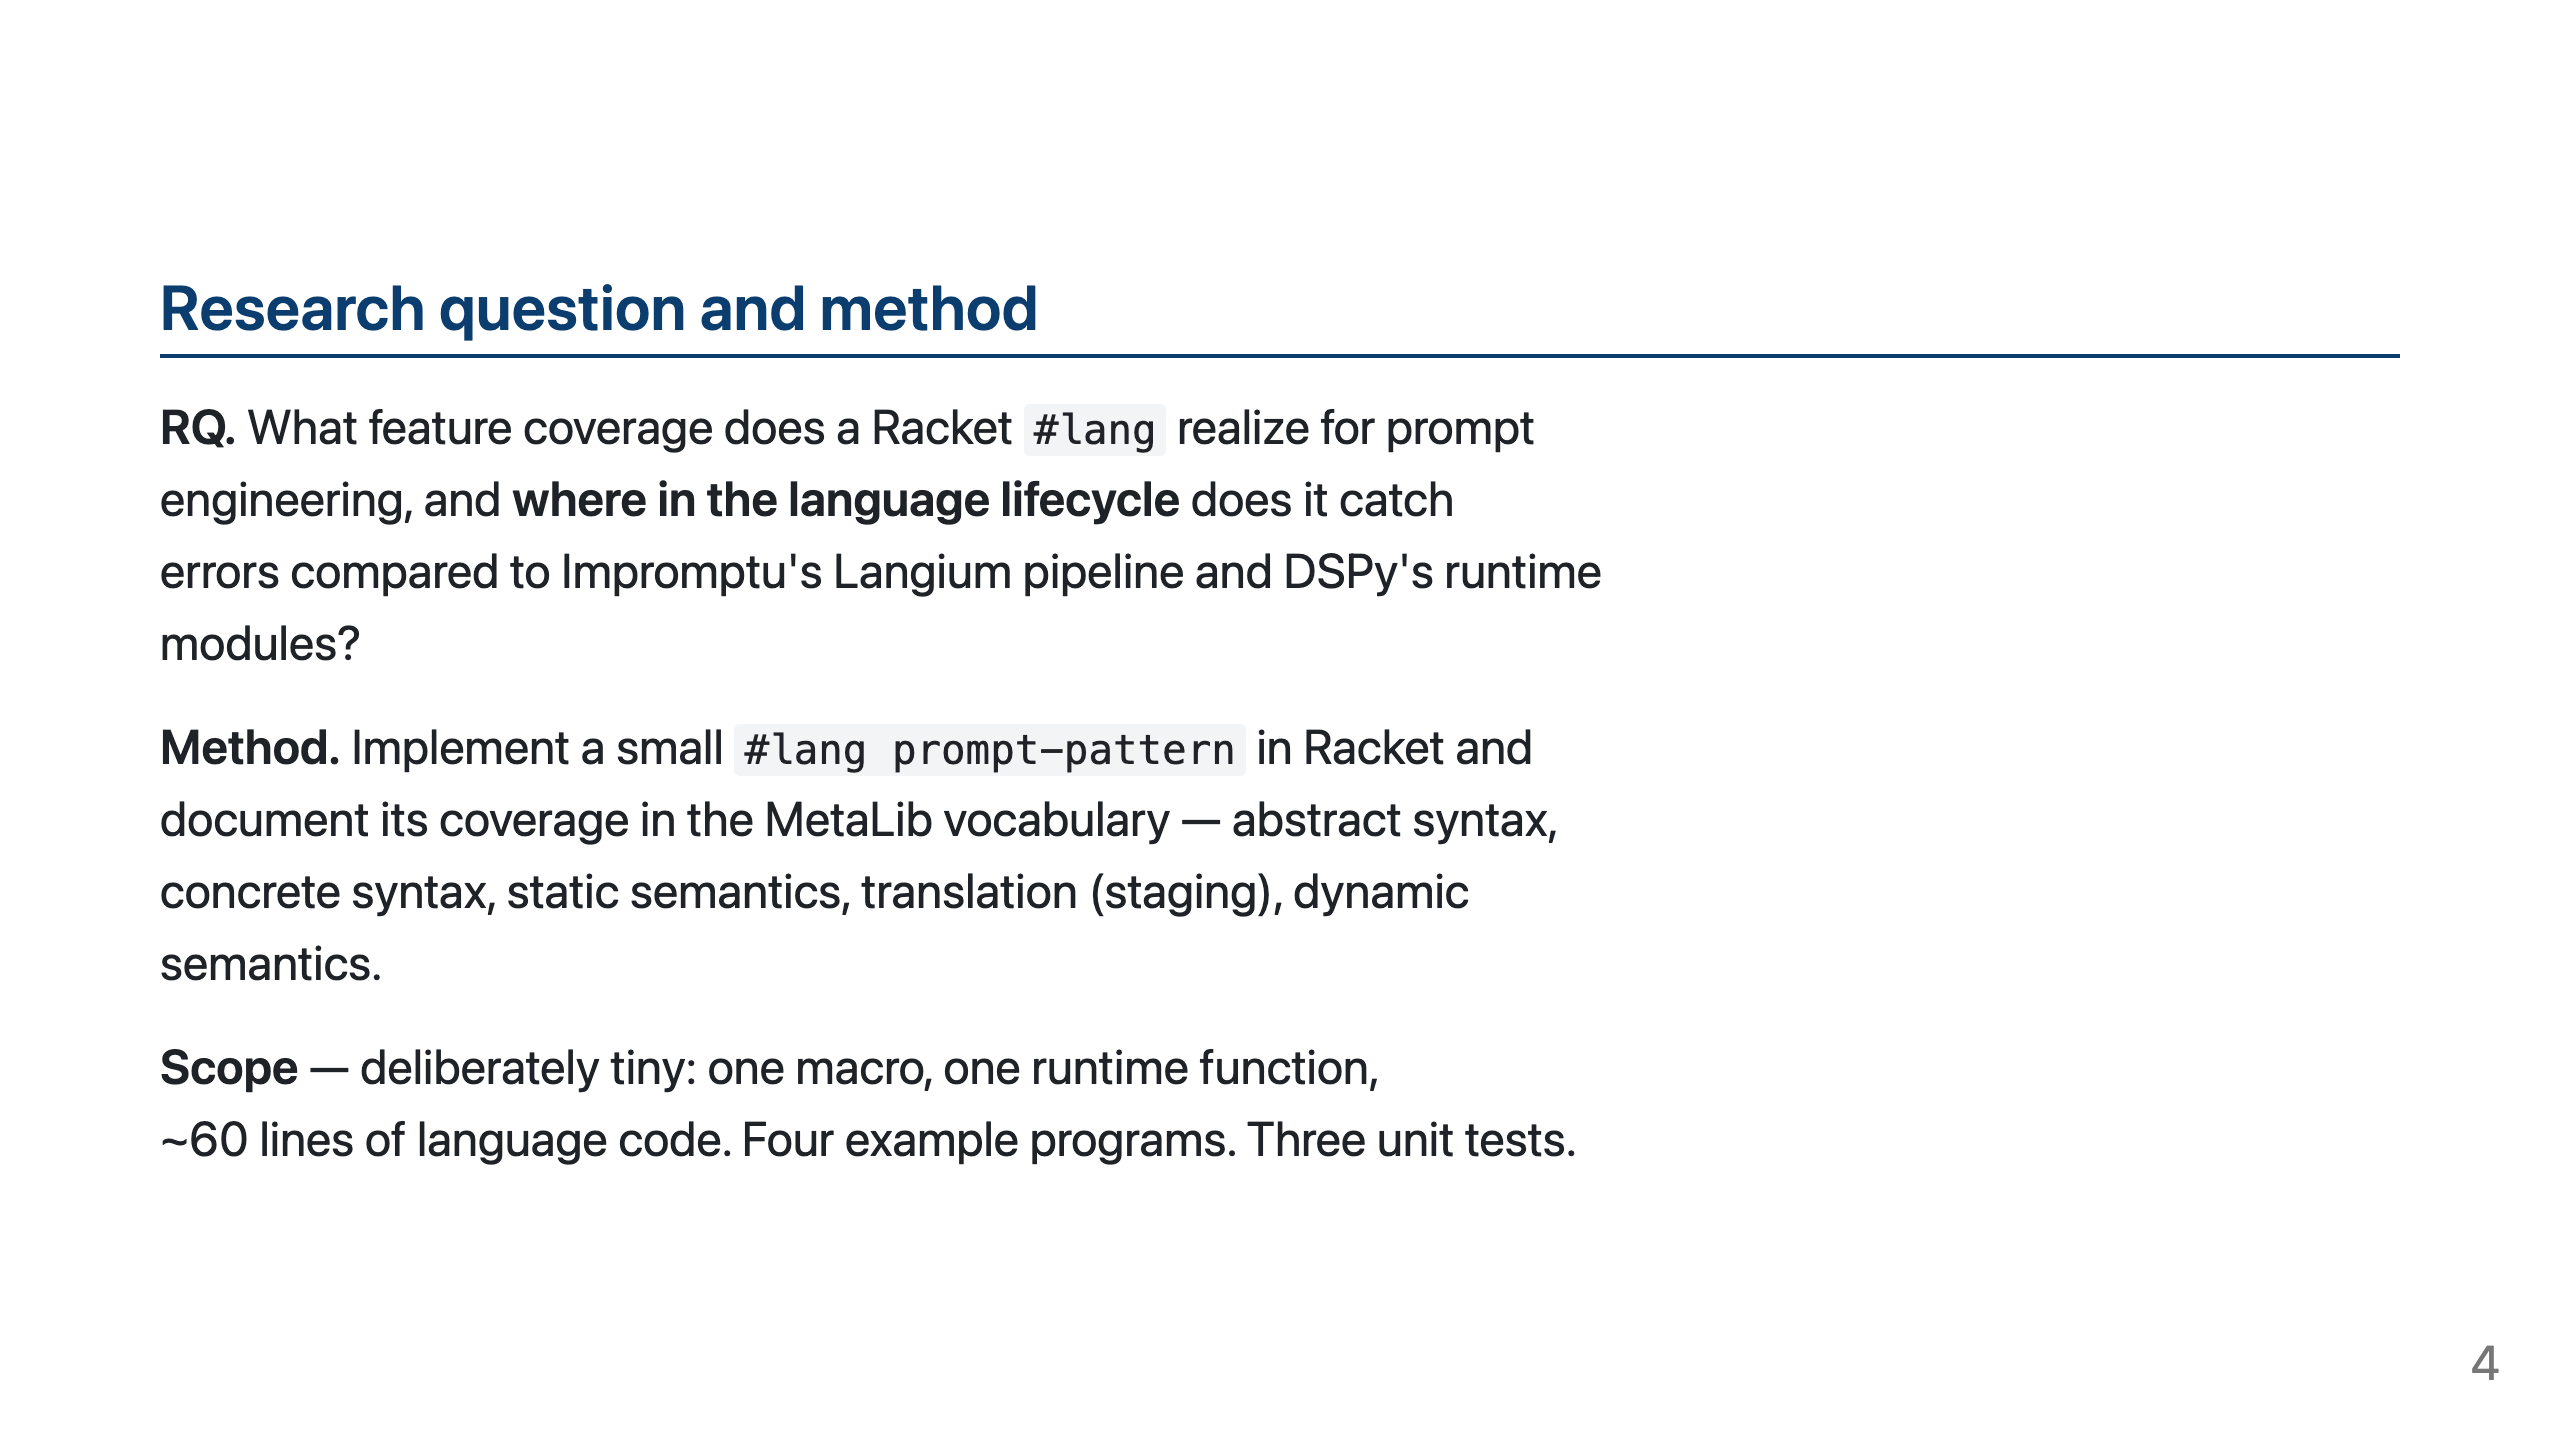 Research question and method
RQ. What feature coverage does a Racket #lang realize for prompt
engineering, and where in the language lifecycle does it catch
errors compared to Impromptu's Langium pipeline and DSPy's runtime
modules?
Method. Implement a small #lang prompt-pattern in Racket and
document its coverage in the MetaLib vocabulary — abstract syntax,
concrete syntax, static semantics, translation (staging), dynamic
semantics.
Scope — deliberately tiny: one macro, one runtime function,
~60 lines of language code. Four example programs. Three unit tests.
4